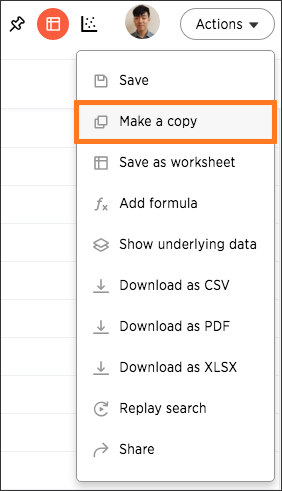 Actions
Save
Make a copy
Save as worksheet
fx Add formula
Show underlying data
Download as CSV
Download as PDF
Download as XLSX
Replay search
Share